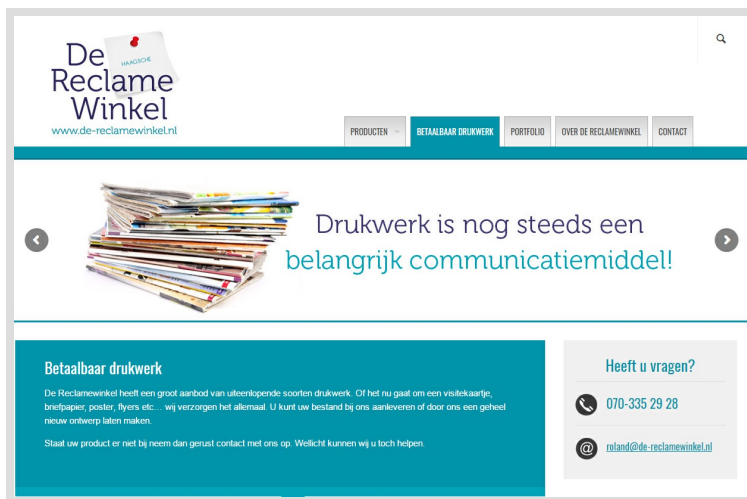 De
HAAGSCHE
Reclame
Winkel
www.de-reclamewinkel.nl
PRODUCTEN
BETAALBAAR DRUKWERK
PORTFOLIO
OVER DE RECLAMEWINKEL
CONTACT
Drukwerk is nog steeds een
belangrijk communicatiemiddel!
Betaalbaar drukwerk
De Reclamewinkel heeft een groot aanbod van uiteenlopende soorten drukwerk. Of het nu gaat om een visitekaartje,
briefpapier, poster, flyers etc... wij verzorgen het allemaal. U kunt uw bestand bij ons aanleveren of door ons een geheel
nieuw ontwerp laten maken.
Staat uw product er niet bij neem dan gerust contact met ons op. Wellicht kunnen wij u toch helpen.
Heeft u vragen?
070-335 29 28
@ roland@de-reclamewinkel.nl